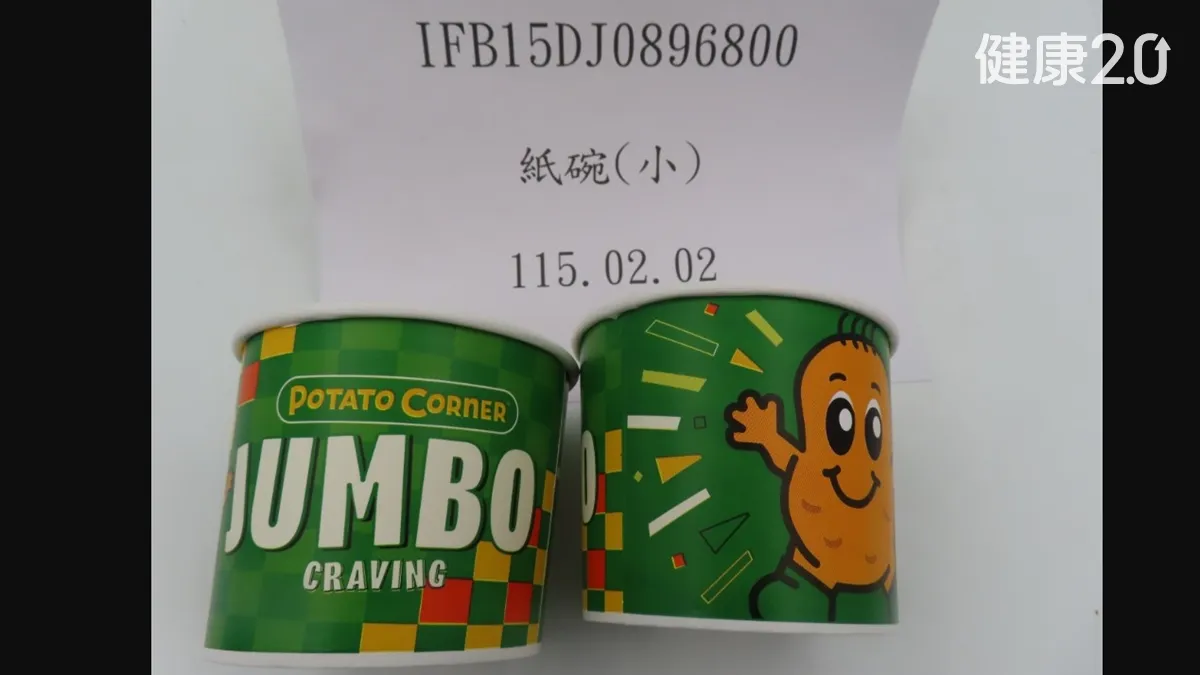 IFB15DJ0896800
健康2.0
紙碗(小)
115.02.02
POTATO CORNER
JUMBO
CRAVING